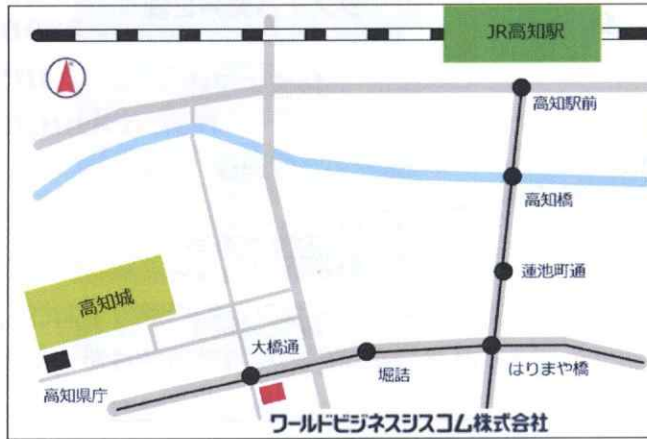 JR高知駅
高知駅前
高知橋
蓮池町通
高知城
大橋通
堀詰
はりまや橋
高知県庁
ワールドビジネスシスコム株式会社